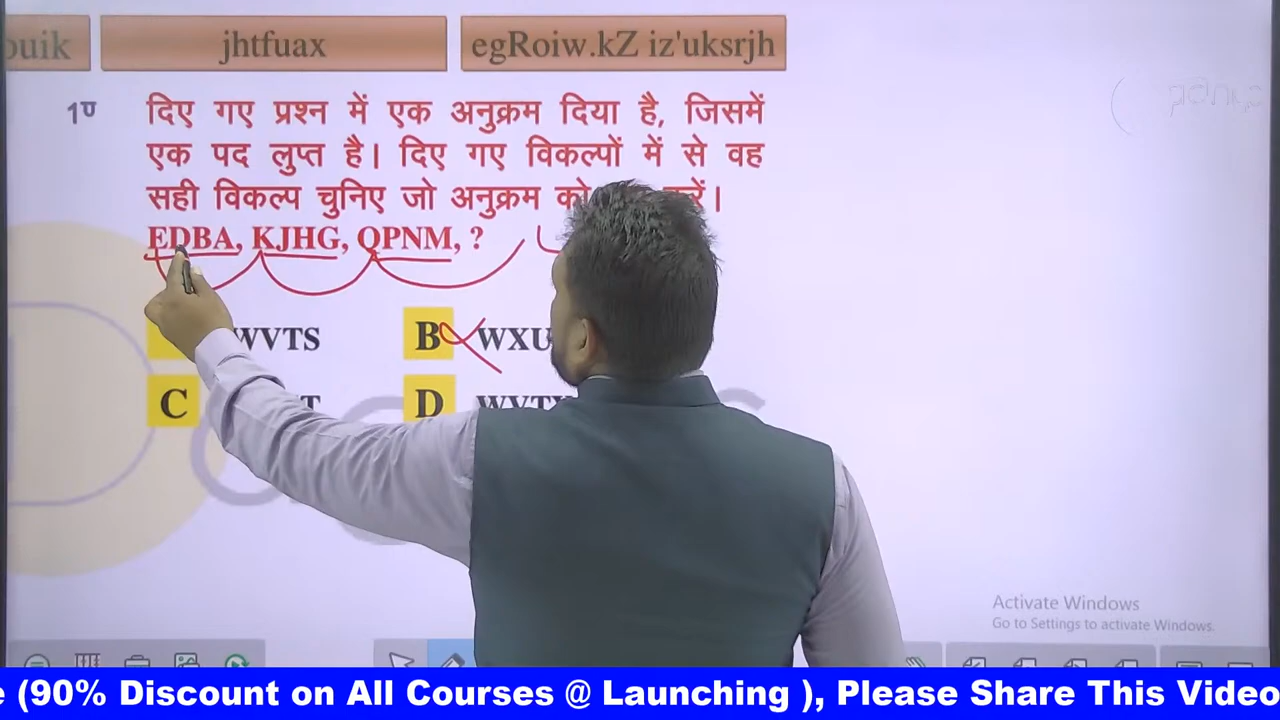 jhtfuax
egRoiw.kZ iz'uksrjh
1ण
दिए गए प्रश्न में एक अनुक्रम दिया है, जिसमें
एक पद लुप्त है। दिए गए विकल्पों में से वह
सही विकल्प चुनिए जो अनुक्रम को
EDBA, KJHG, QPNM, ?
WVTS
B WXU
C T
D
Activate Windows
Go to Settings to activate Windows.
(90% Discount on All Courses @ Launching ), Please Share This Video